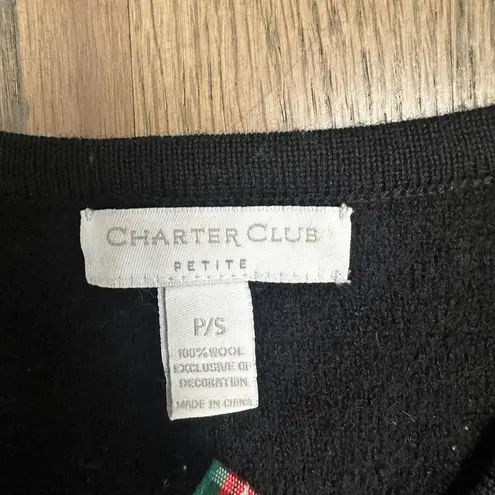 CHARTER CLUB
PETITE
P/S
100% WOOL
EXCLUSIVE OF
DECORATION
MADE IN CHINA